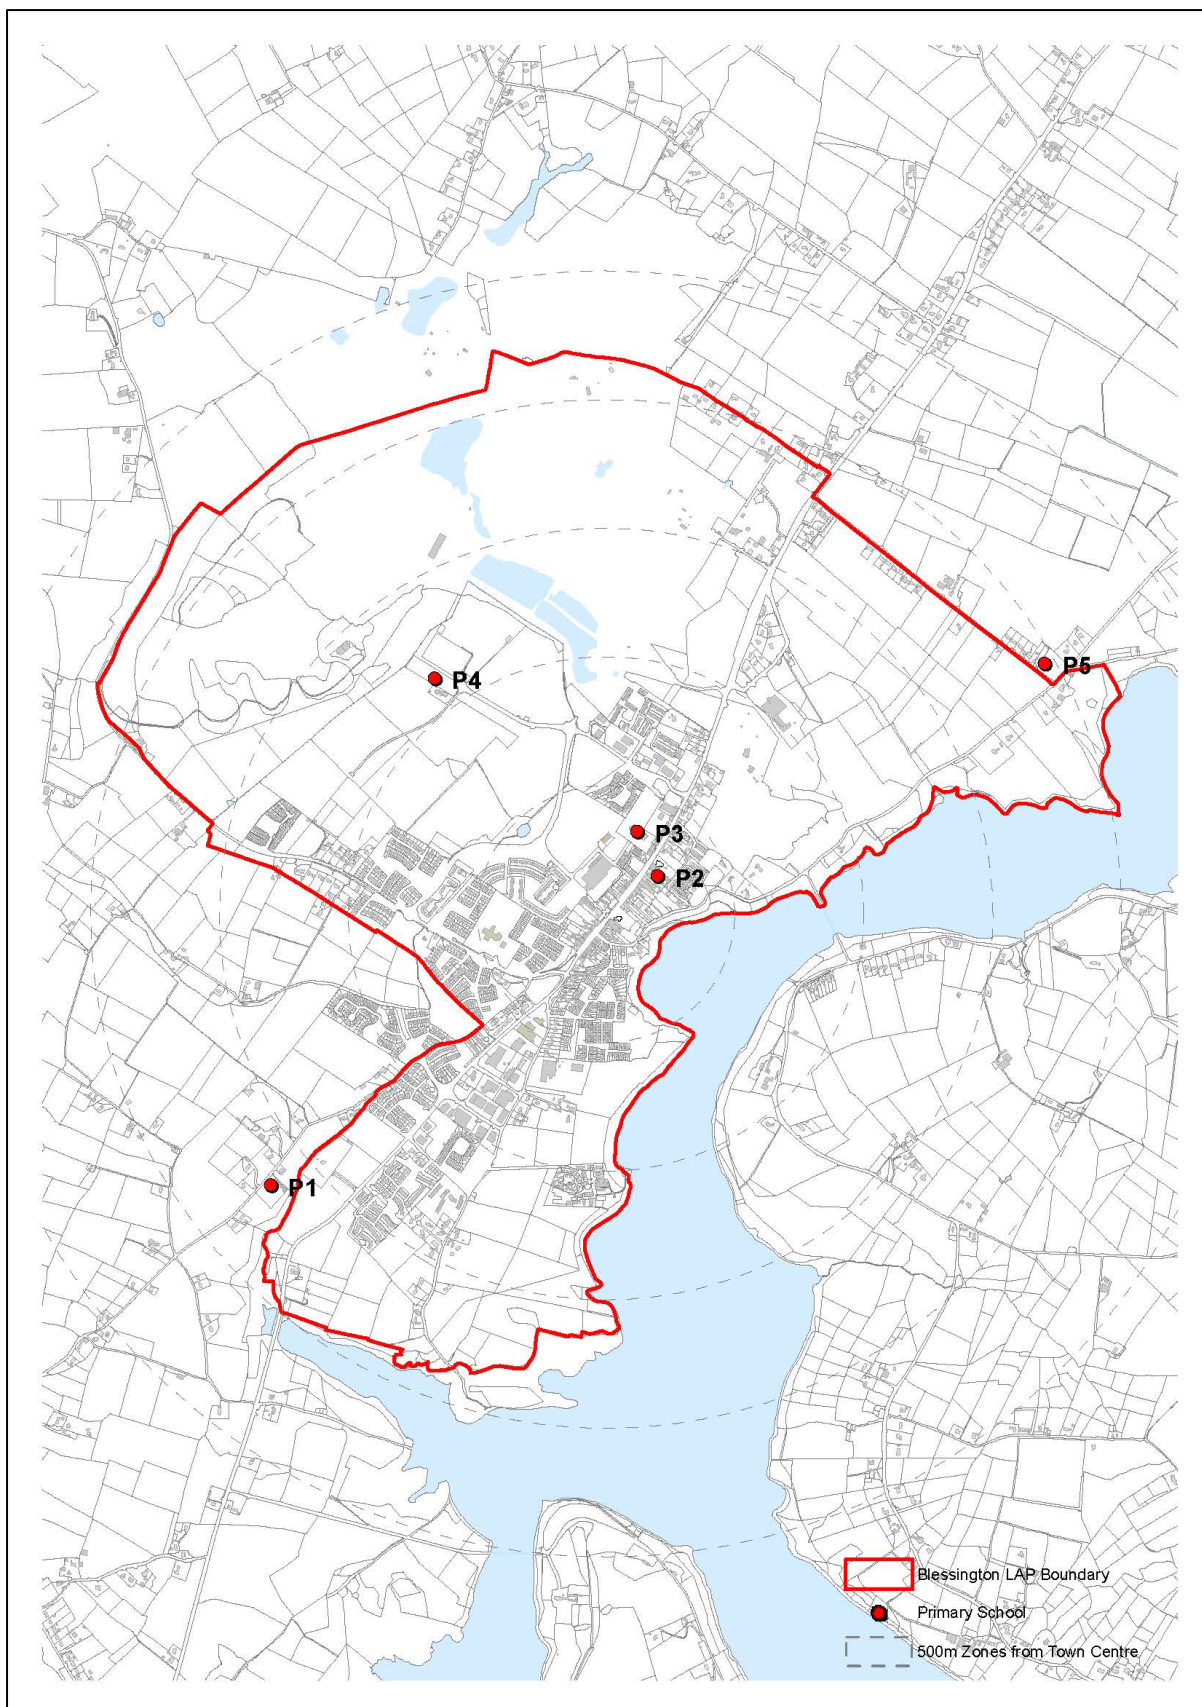 P5
P4
P3
P2
P1
Blessington LAP Boundary
Primary School
500m Zones from Town Centre